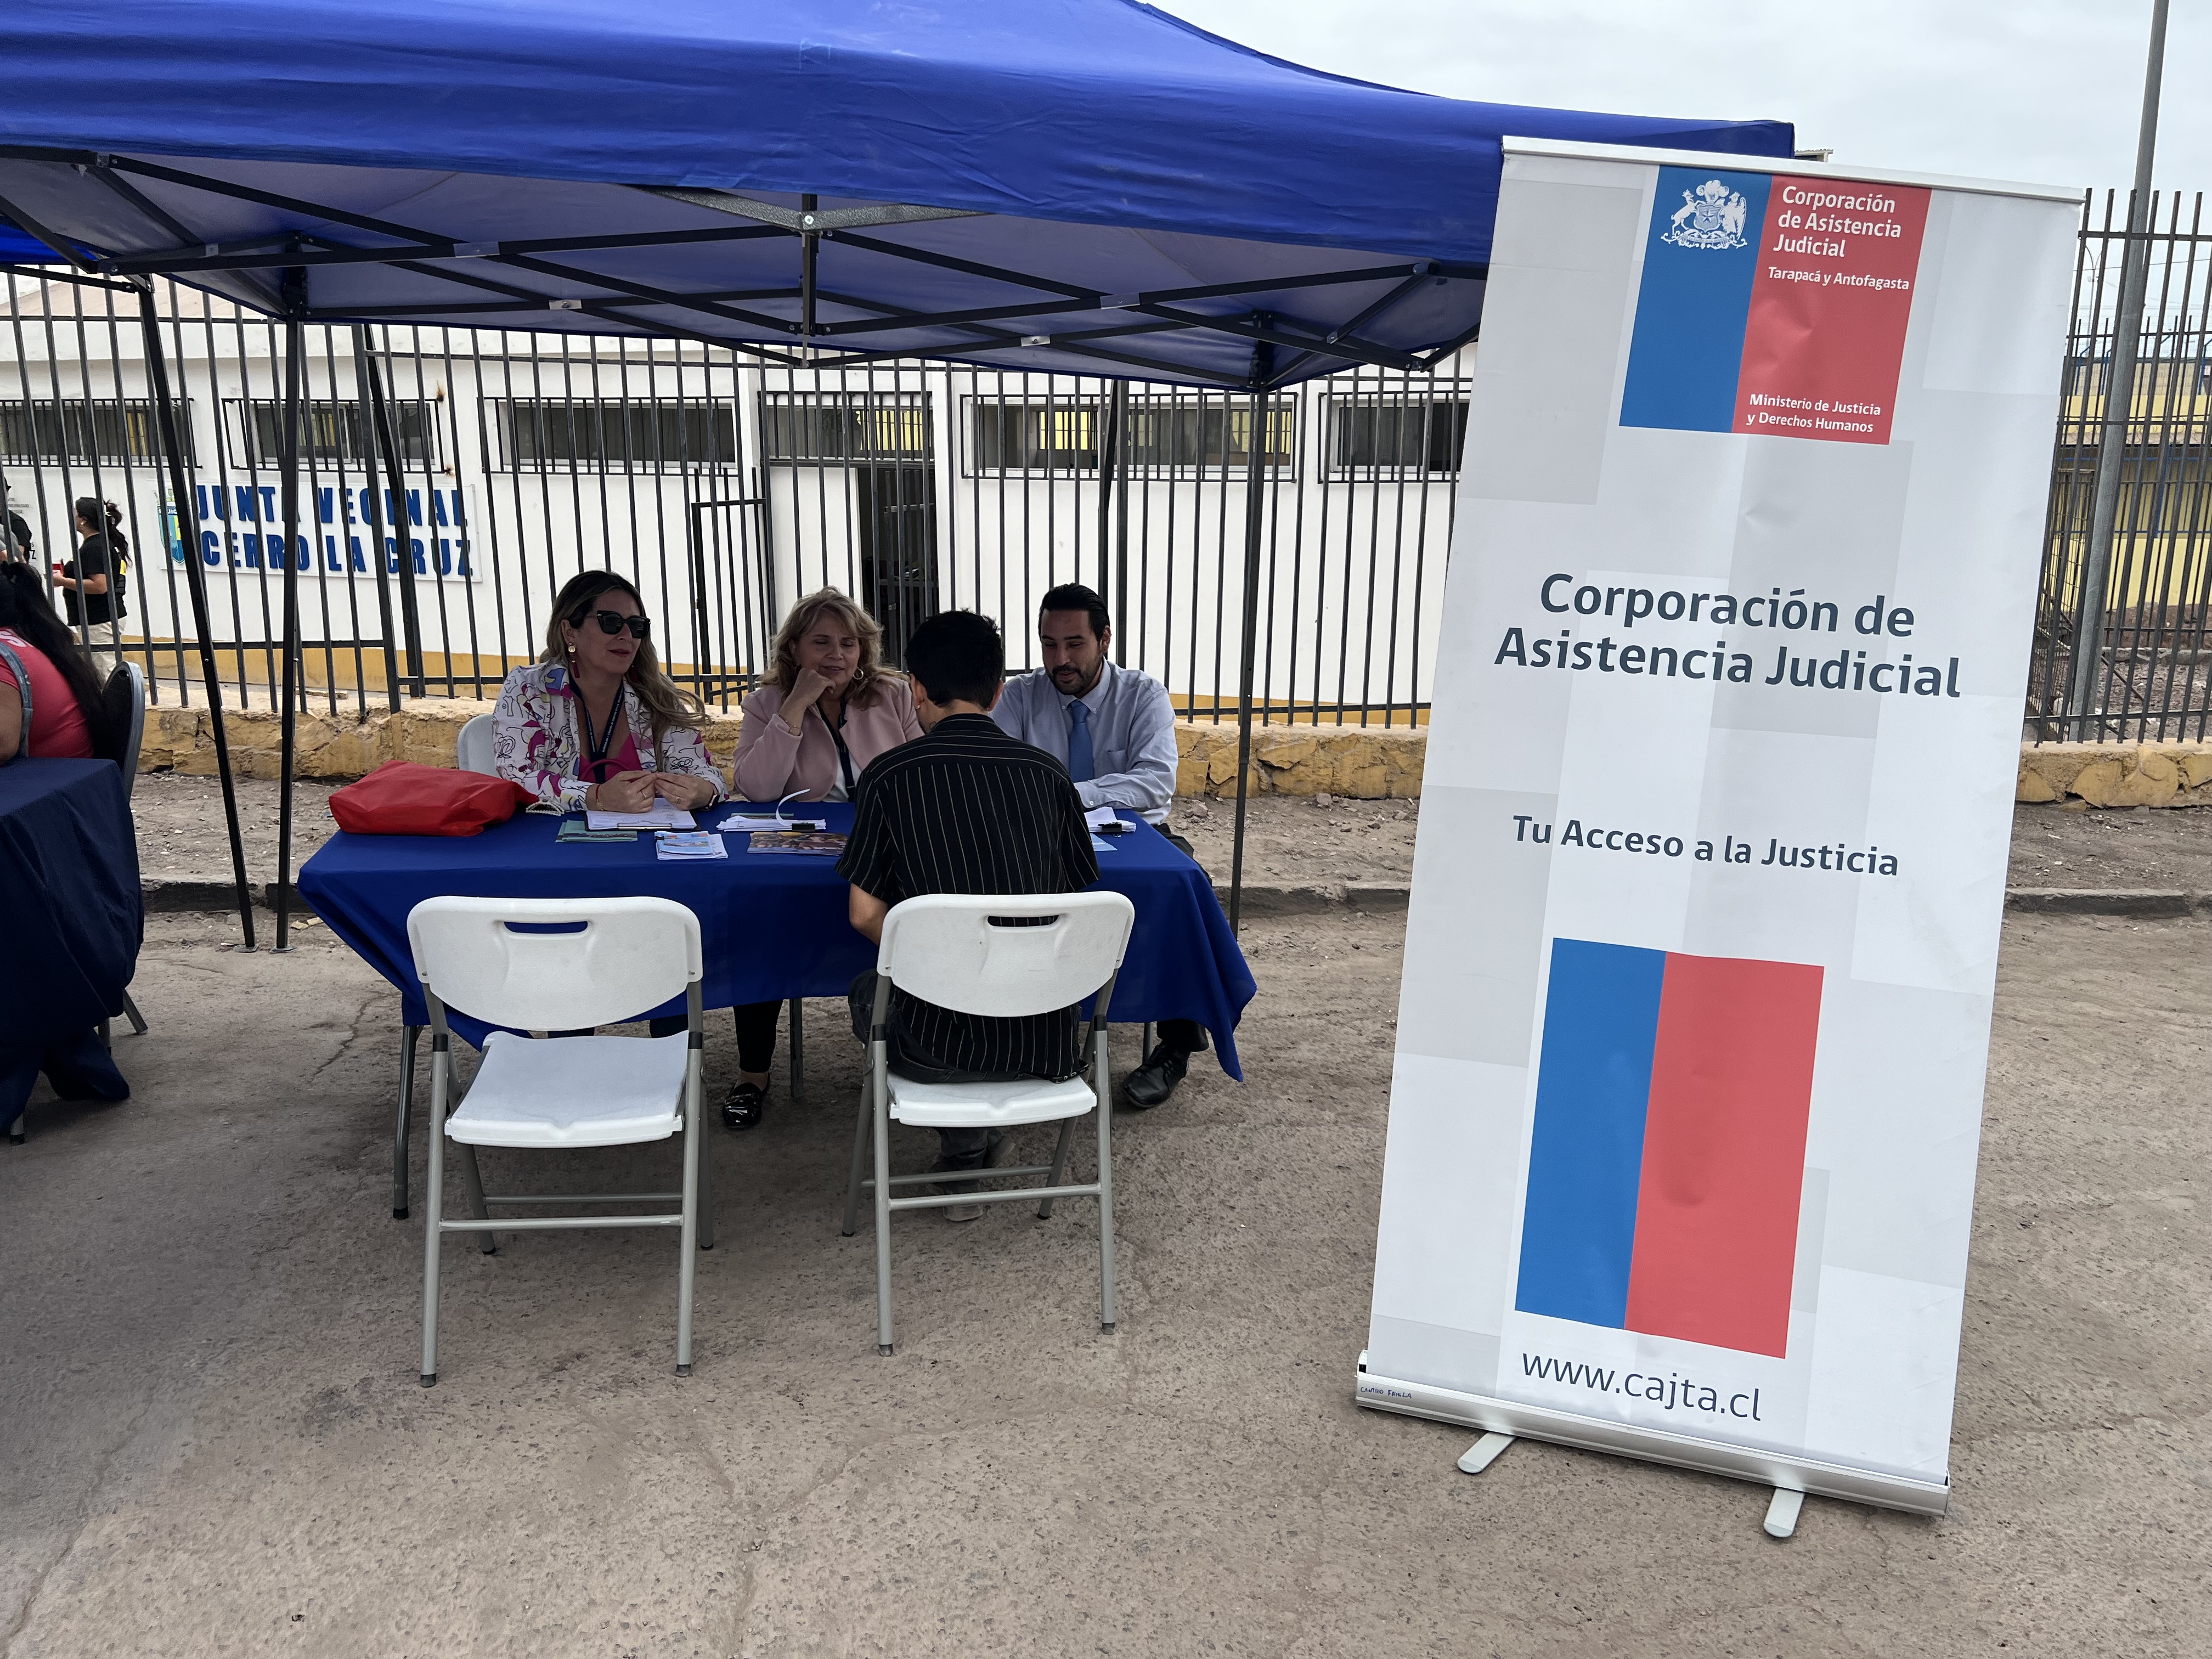 Corporación
de Asistencia
Judicial
Tarapacá y Antofagasta
Ministerio de Justicia
y Derechos Humanos
JUNTA VECINAL
CERRO LA CRUZ
Corporación de
Asistencia Judicial
Tu Acceso a la Justicia
www.cajta.cl